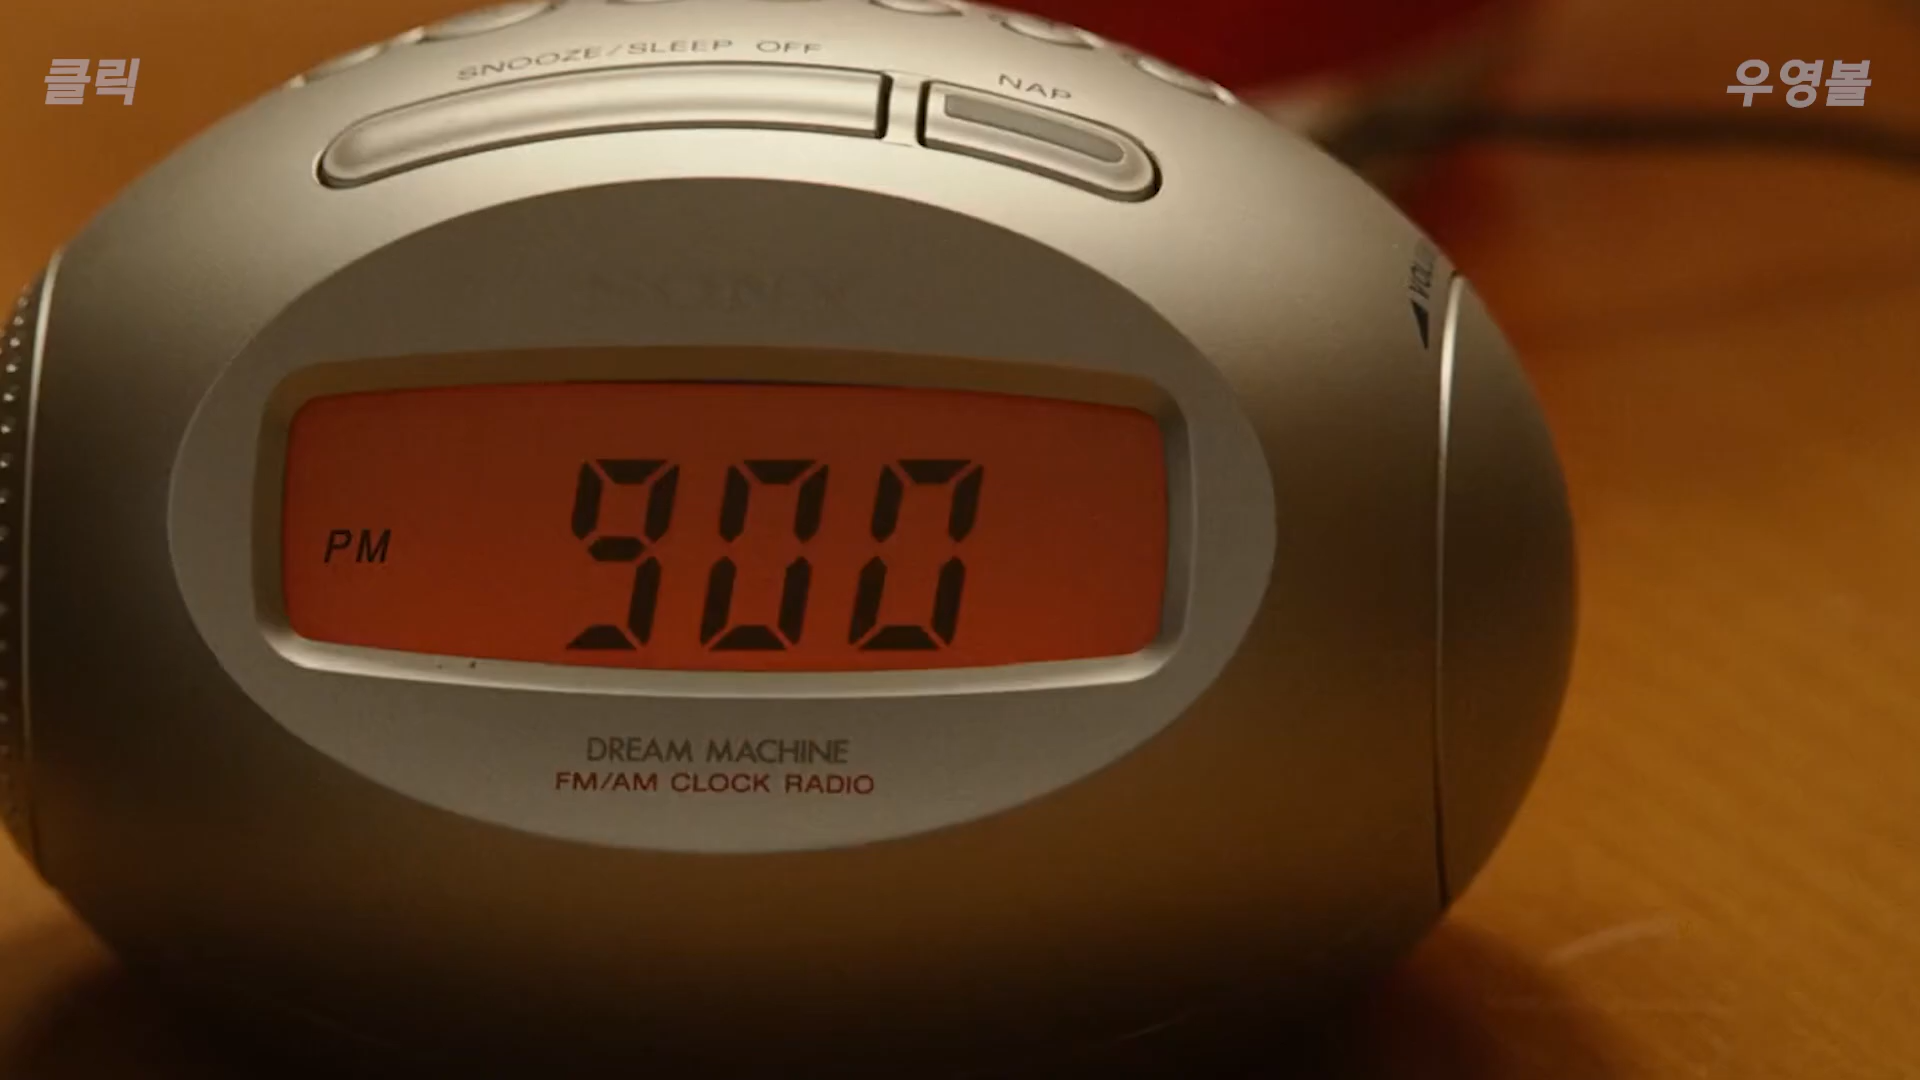 클릭
우영볼
SNOOZE/SLEEP OFF
NAP
PM
900
DREAM MACHINE
FM/AM CLOCK RADIO